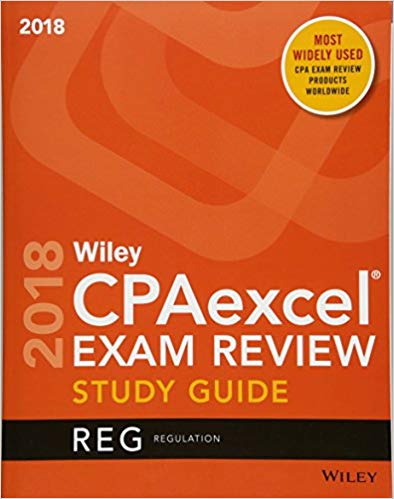 2018
MOST
WIDELY USED
CPA EXAM REVIEW
PRODUCTS
WORLDWIDE
2018
Wiley
CPAexcel®
EXAM REVIEW
STUDY GUIDE
REG REGULATION
WILEY